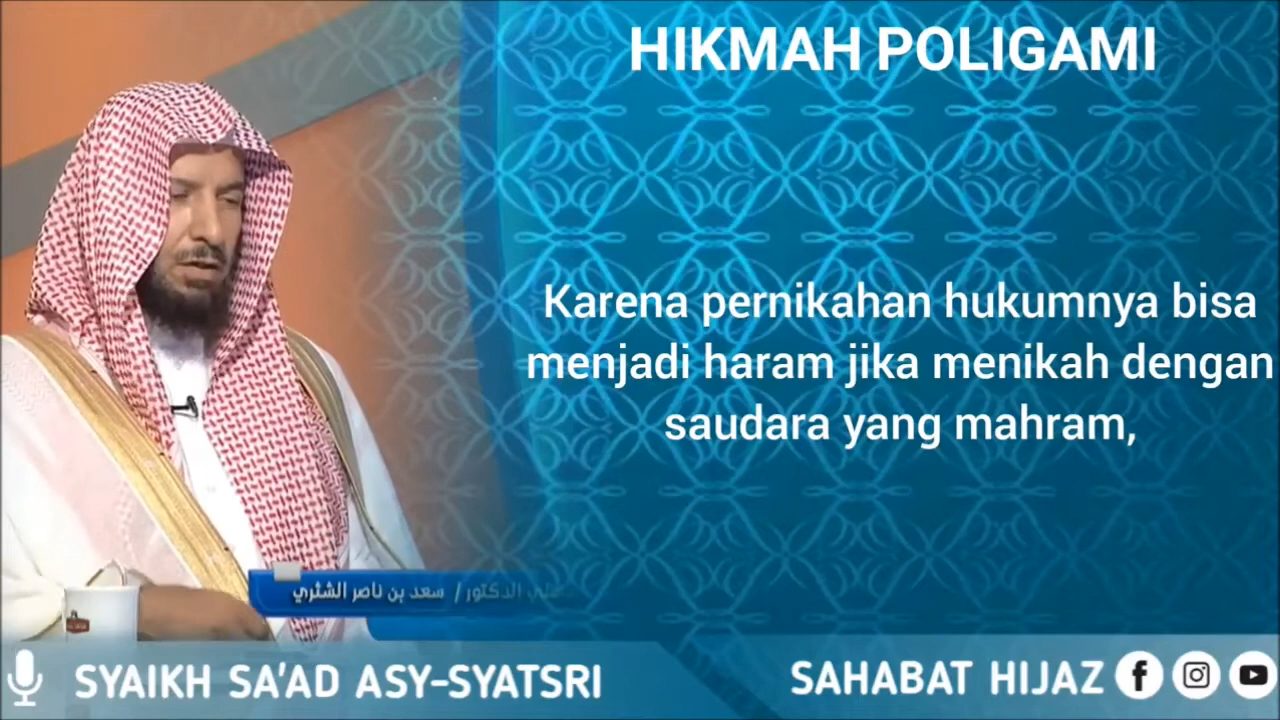 HIKMAH POLIGAMI
Karena pernikahan hukumnya bisa
menjadi haram jika menikah dengan
saudara yang mahram,
الدكتور/ سعد بن ناصر الشثري
SYAIKH SA'AD ASY-SYATSRI
SAHABAT HIJAZ